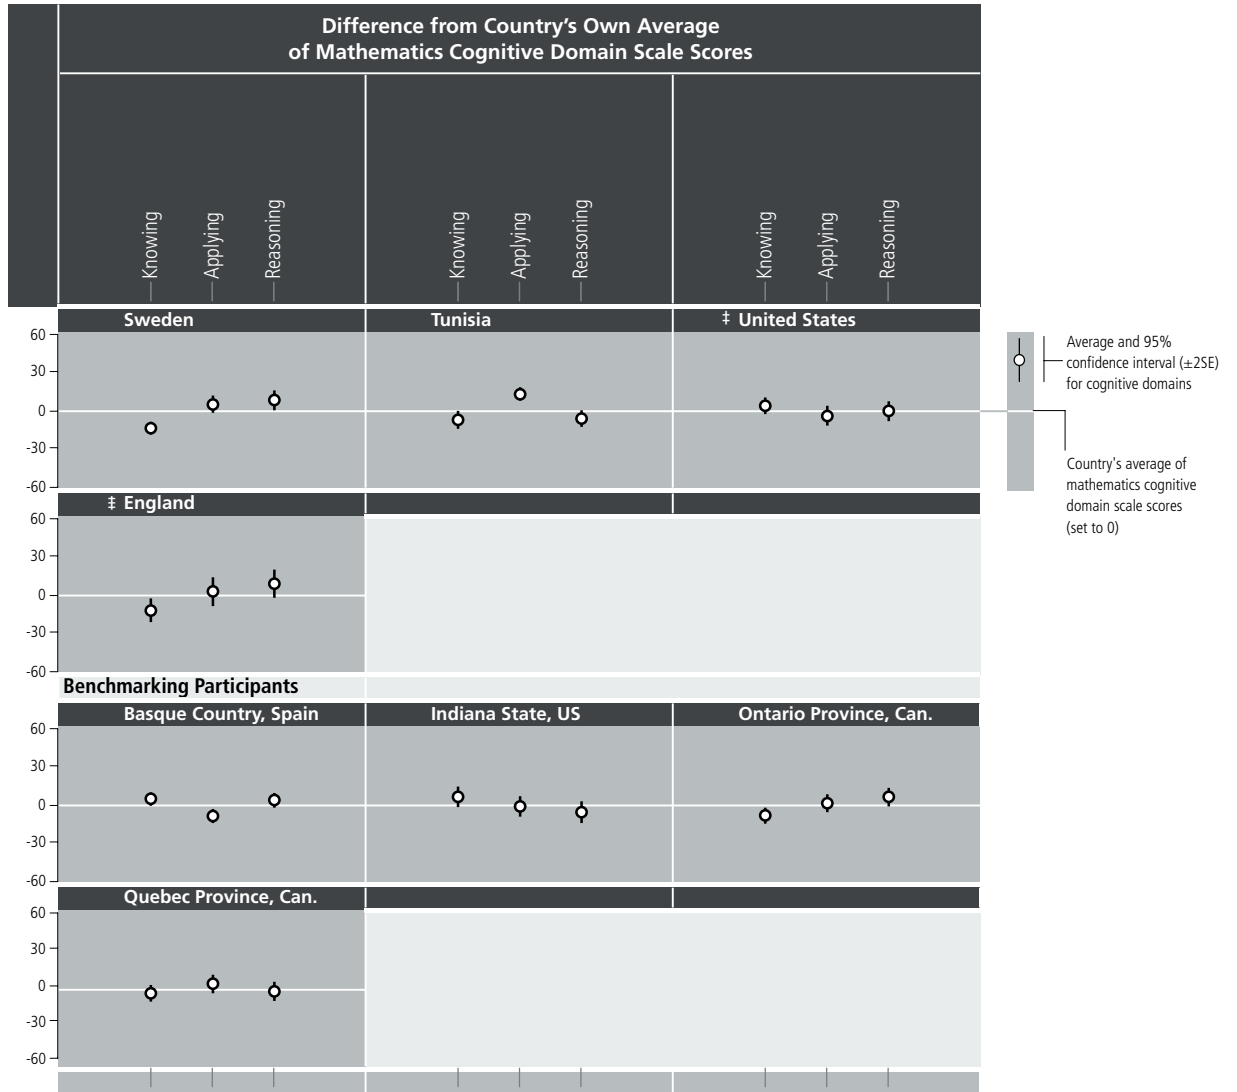 Difference from Country’s Own Average
of Mathematics Cognitive Domain Scale Scores
Knowing
Applying
Reasoning
Knowing
Applying
Reasoning
Knowing
Applying
Reasoning
Sweden
Tunisia
‡ United States
60
30
0
-30
-60
Average and 95%
confidence interval (±2SE)
for cognitive domains
Country's average of
mathematics cognitive
domain scale scores
(set to 0)
‡ England
60
30
0
-30
-60
Benchmarking Participants
Basque Country, Spain
Indiana State, US
Ontario Province, Can.
60
30
0
-30
-60
Quebec Province, Can.
60
30
0
-30
-60